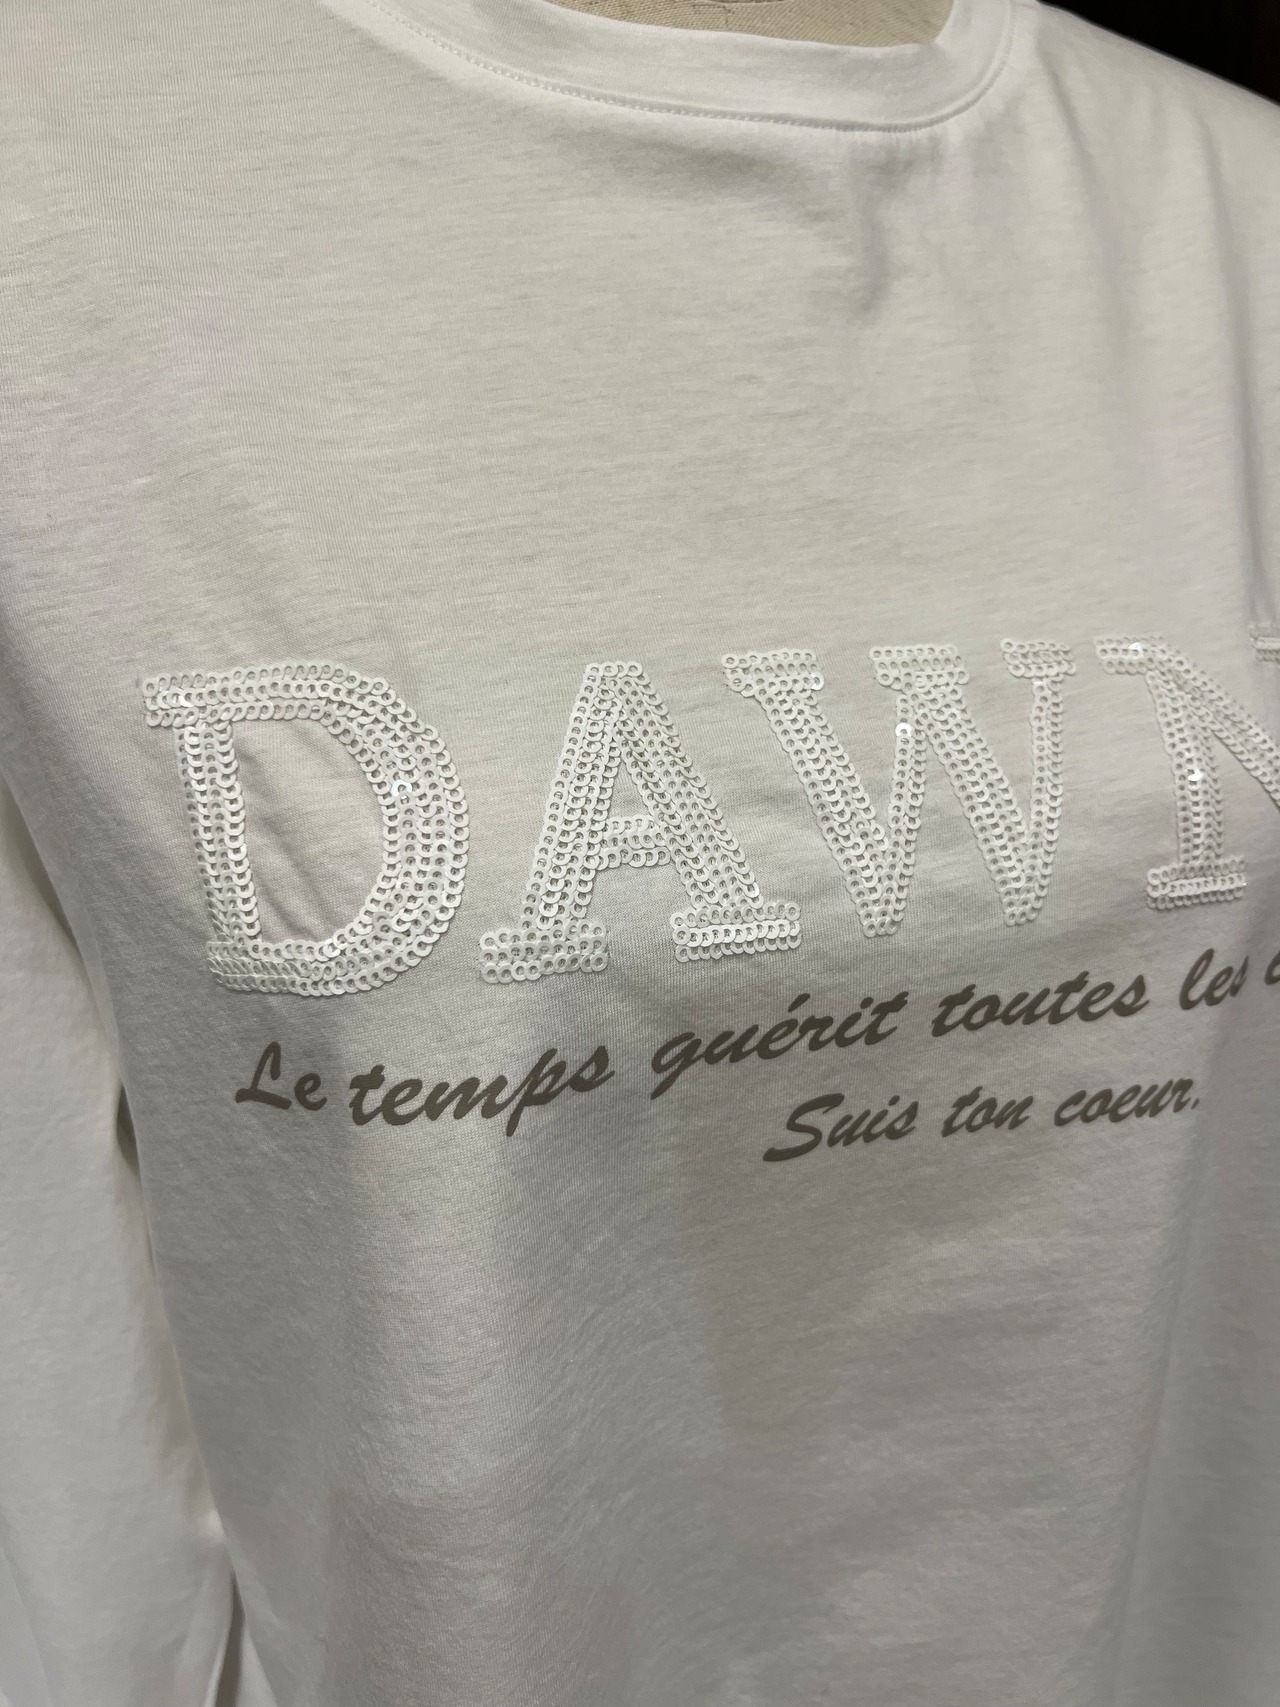 DAWN
Le temps guérit toutes les
Suis ton coeur.